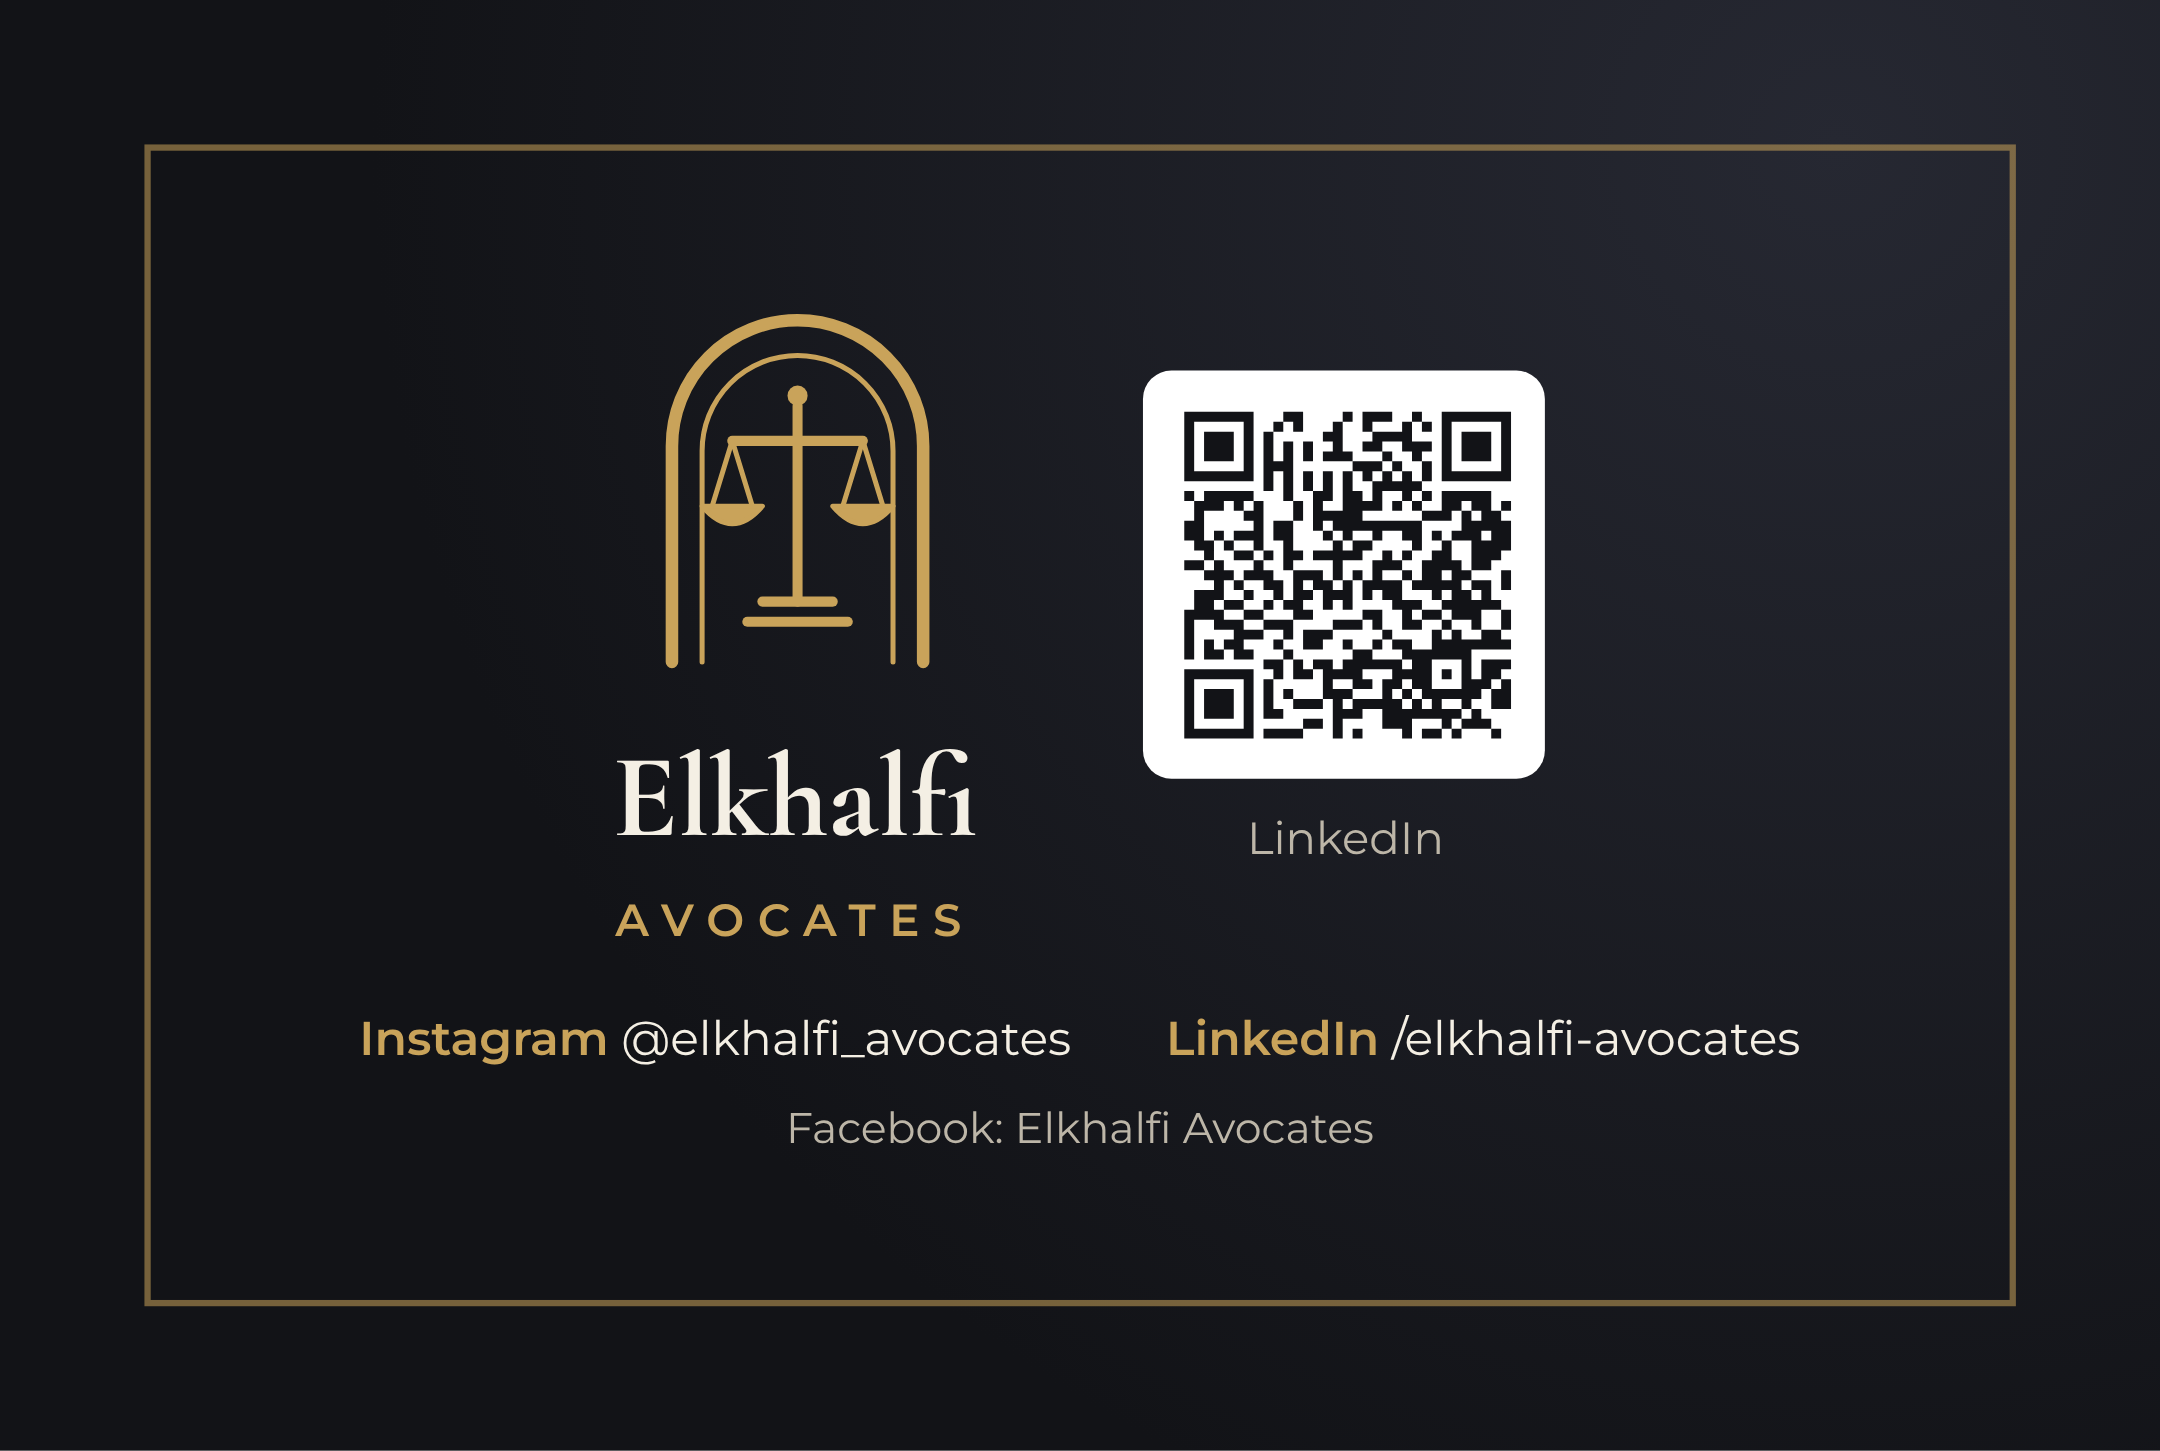 Elkhalfi
AVOCATES
LinkedIn
Instagram @elkhalfi_avocates
LinkedIn /elkhalfi-avocates
Facebook: Elkhalfi Avocates